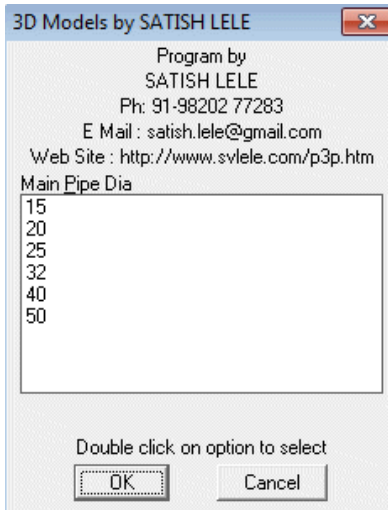 3D Models by SATISH LELE
Program by
SATISH LELE
Ph: 91-98202 77283
E Mail : satish.lele@gmail.com
Web Site : http://www.svlele.com/p3p.htm
Main Pipe Dia
15
20
25
32
40
50
Double click on option to select
OK Cancel